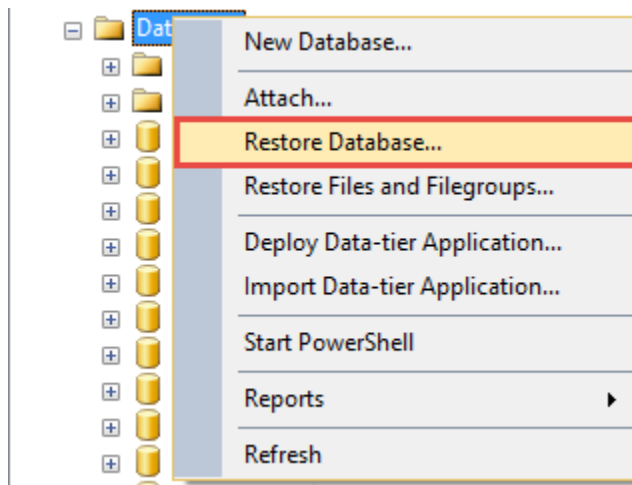 Dat
New Database...
Attach...
Restore Database...
Restore Files and Filegroups...
Deploy Data-tier Application...
Import Data-tier Application...
Start PowerShell
Reports
Refresh